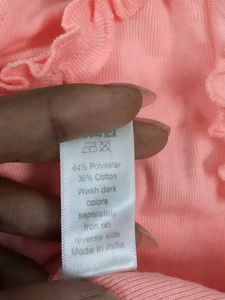 64% Polyester
36% Cotton
Wash dark
colors
separately
Iron on
reverse side
Made in India